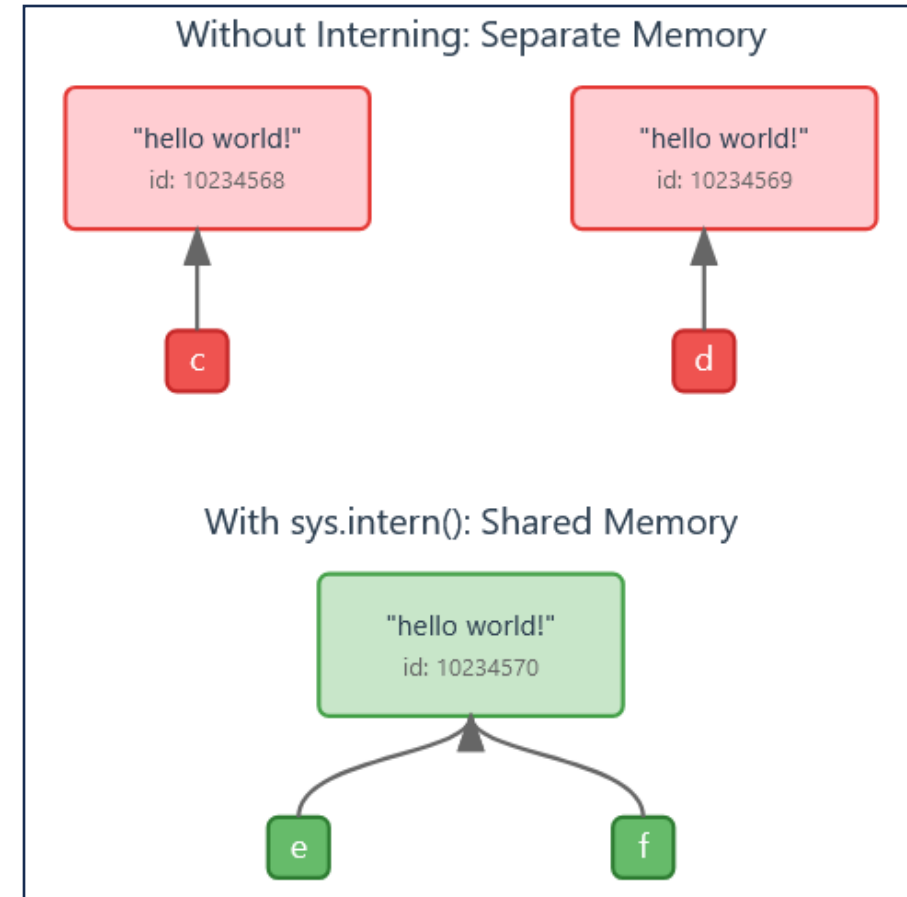 Without Interning: Separate Memory
"hello world!"
id: 10234568
"hello world!"
id: 10234569
c
d
With sys.intern(): Shared Memory
"hello world!"
id: 10234570
e
f